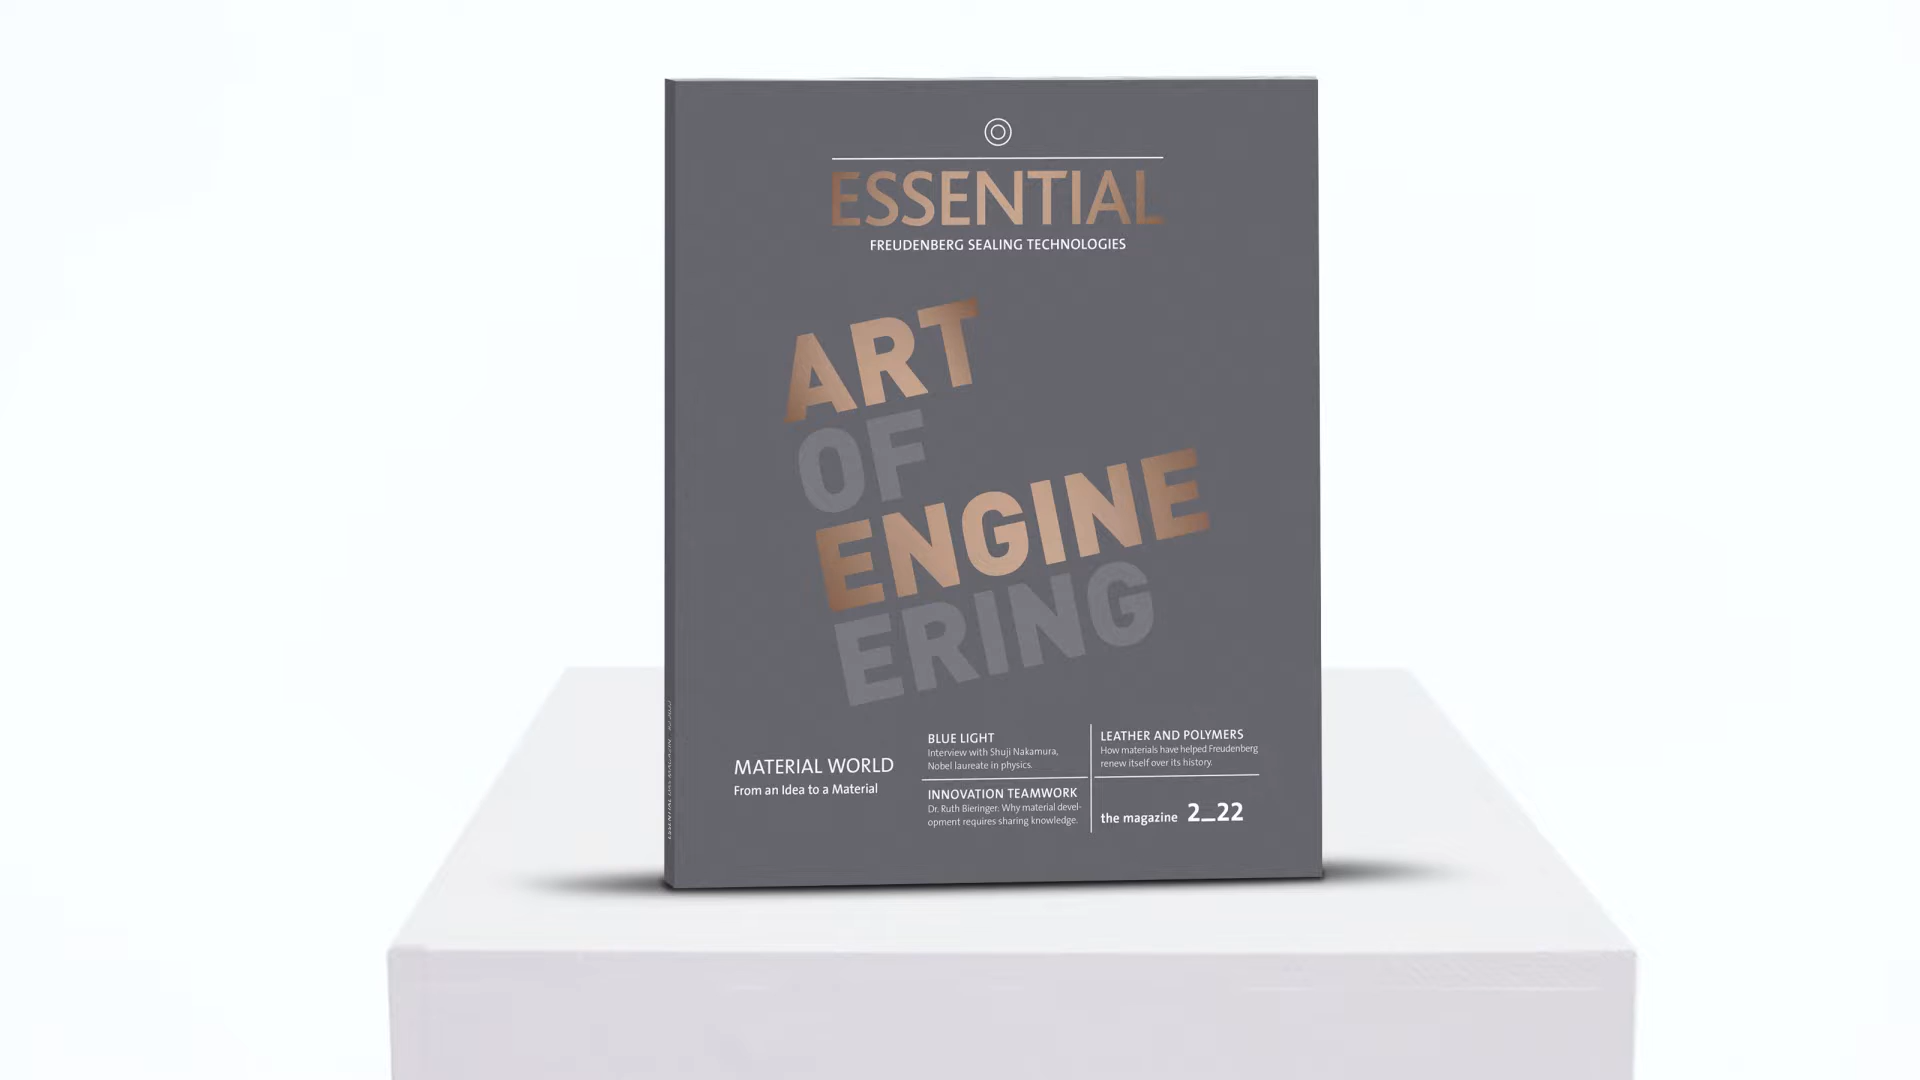 ESSENTIAL
FREUDENBERG SEALING TECHNOLOGIES
ART
OF
ENGINE
ERING
MATERIAL WORLD
From an Idea to a Material
BLUE LIGHT
Interview with Shuji Nakamura,
Nobel laureate in physics.
INNOVATION TEAMWORK
Dr. Ruth Bieringer: Why material devel-
opment requires sharing knowledge.
LEATHER AND POLYMERS
How materials have helped Freudenberg
renew itself over its history.
the magazine 2_22